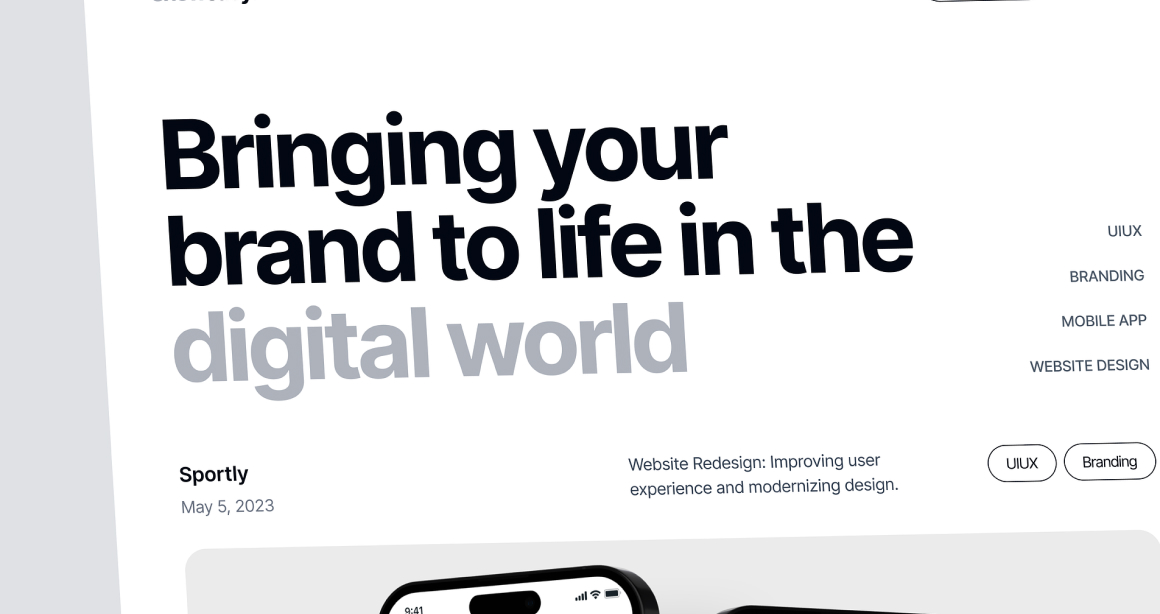 Bringing your
brand to life in the
digital world
UIUX
BRANDING
MOBILE APP
WEBSITE DESIGN
Sportly
May 5, 2023
Website Redesign: Improving user
experience and modernizing design.
UIUX
Branding
9:41